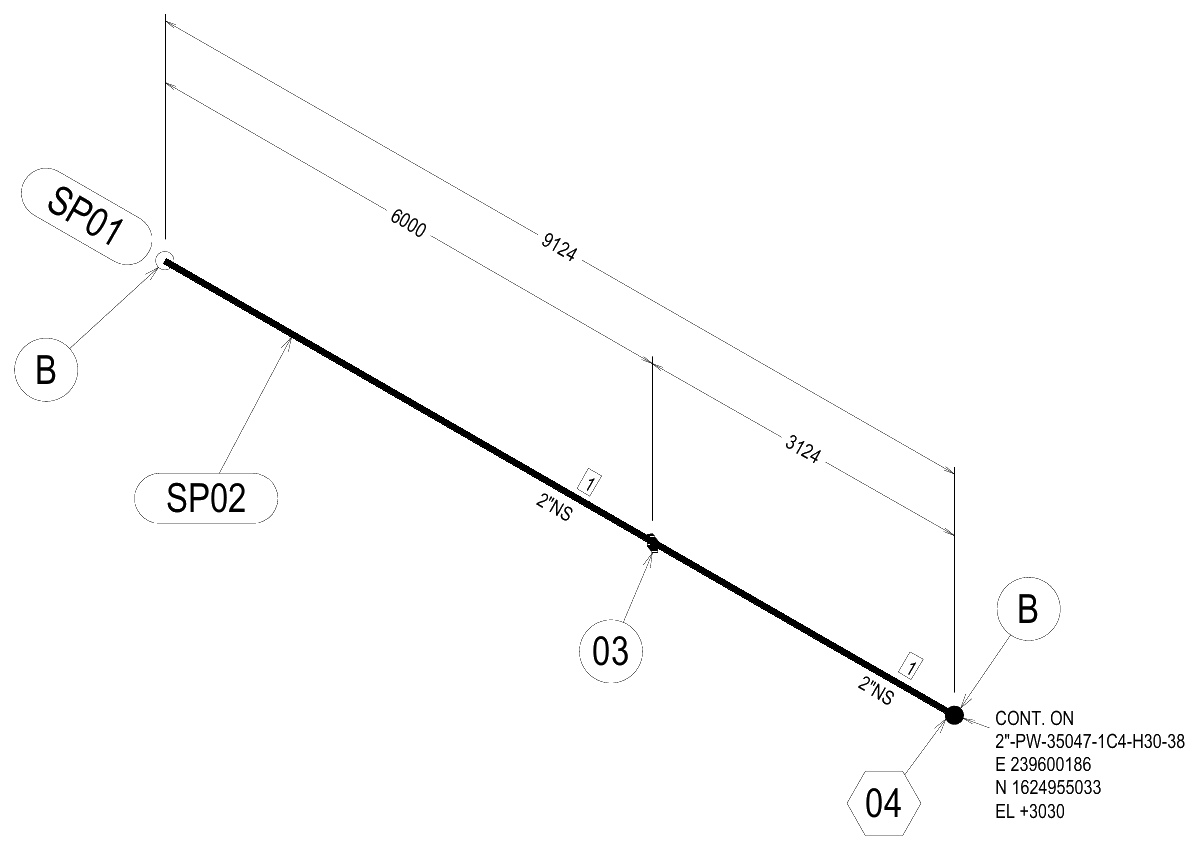 9124
6000
SP01
B
3124
SP02
1
2"NS
B
03
1
2"NS
CONT. ON
2"-PW-35047-1C4-H30-38
E 239600186
N 1624955033
EL +3030
04